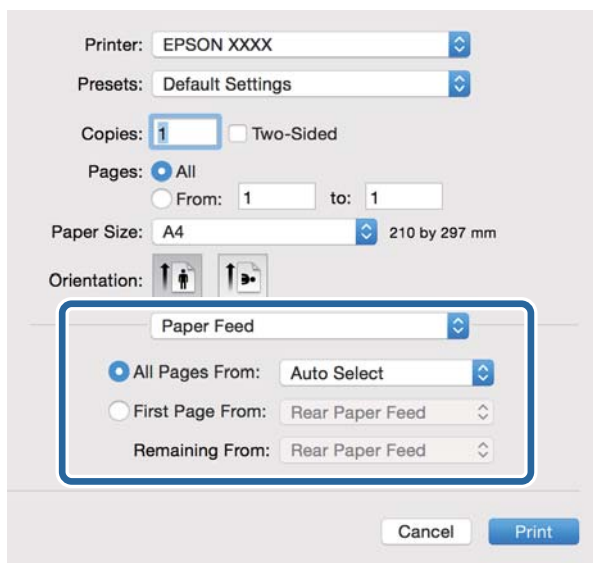 Printer: EPSON XXXX
Presets: Default Settings
Copies: 1 Two-Sided
Pages: All
From: 1 to: 1
Paper Size: A4 210 by 297 mm
Orientation:
Paper Feed
All Pages From: Auto Select
First Page From: Rear Paper Feed
Remaining From: Rear Paper Feed
Cancel Print